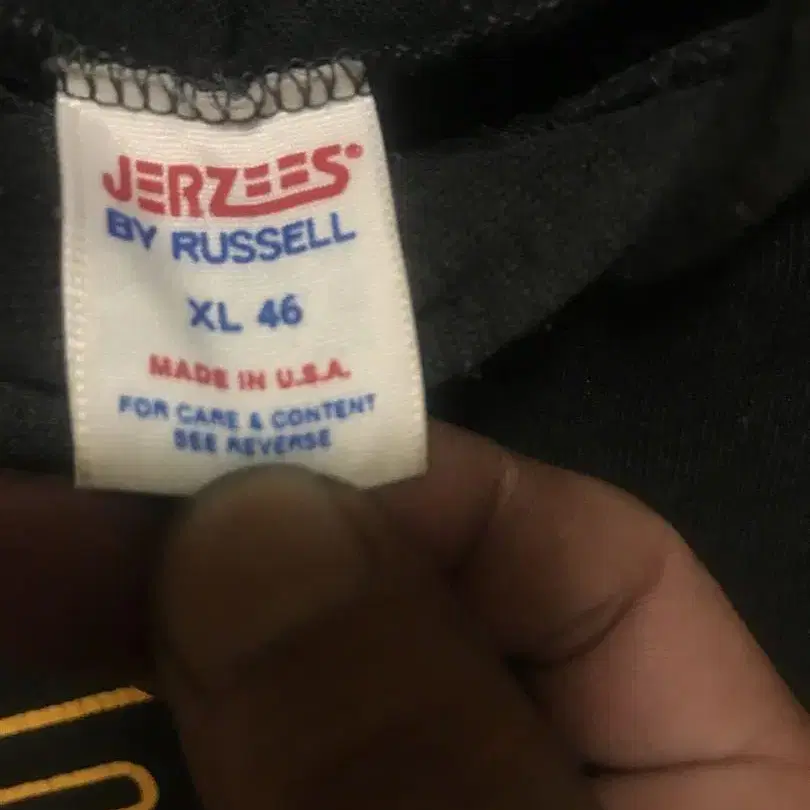 JERZEES
BY RUSSELL
XL 46
MADE IN U.S.A.
FOR CARE & CONTENT
SEE REVERSE